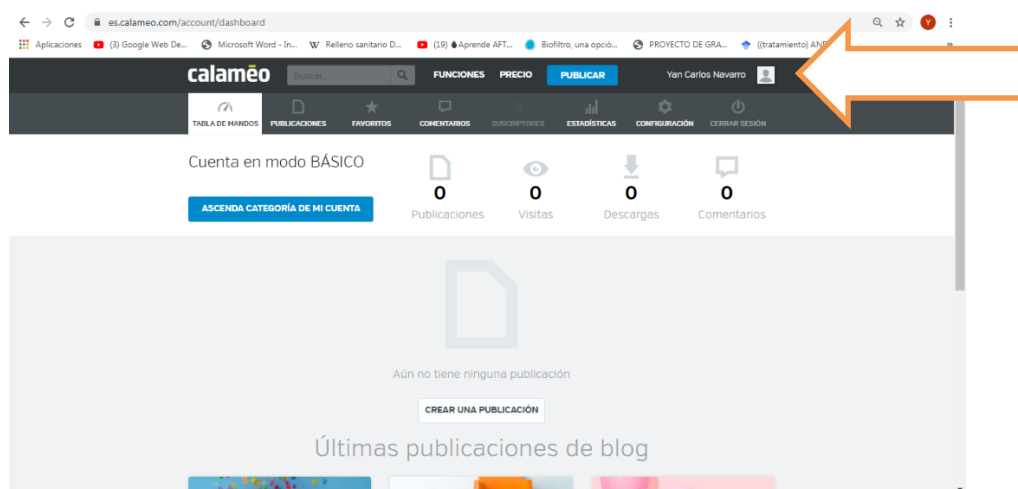 es.calameo.com/account/dashboard
Y
Aplicaciones (3) Google Web De... Microsoft Word - In... W Relleno sanitario D... (19) Aprende AFT... Biofiltro, una opció... PROYECTO DE GRA... ((tratamiento) AND »
calaméo Buscar... FUNCIONES PRECIO PUBLICAR Yan Carlos Navarro
TABLA DE MANDOS PUBLICACIONES FAVORITOS COMENTARIOS SUSCRIPTORES ESTADÍSTICAS CONFIGURACIÓN CERRAR SESIÓN
Cuenta en modo BÁSICO
ASCENDA CATEGORÍA DE MI CUENTA
0 0 0 0
Publicaciones Visitas Descargas Comentarios
Aún no tiene ninguna publicación
CREAR UNA PUBLICACIÓN
Últimas publicaciones de blog